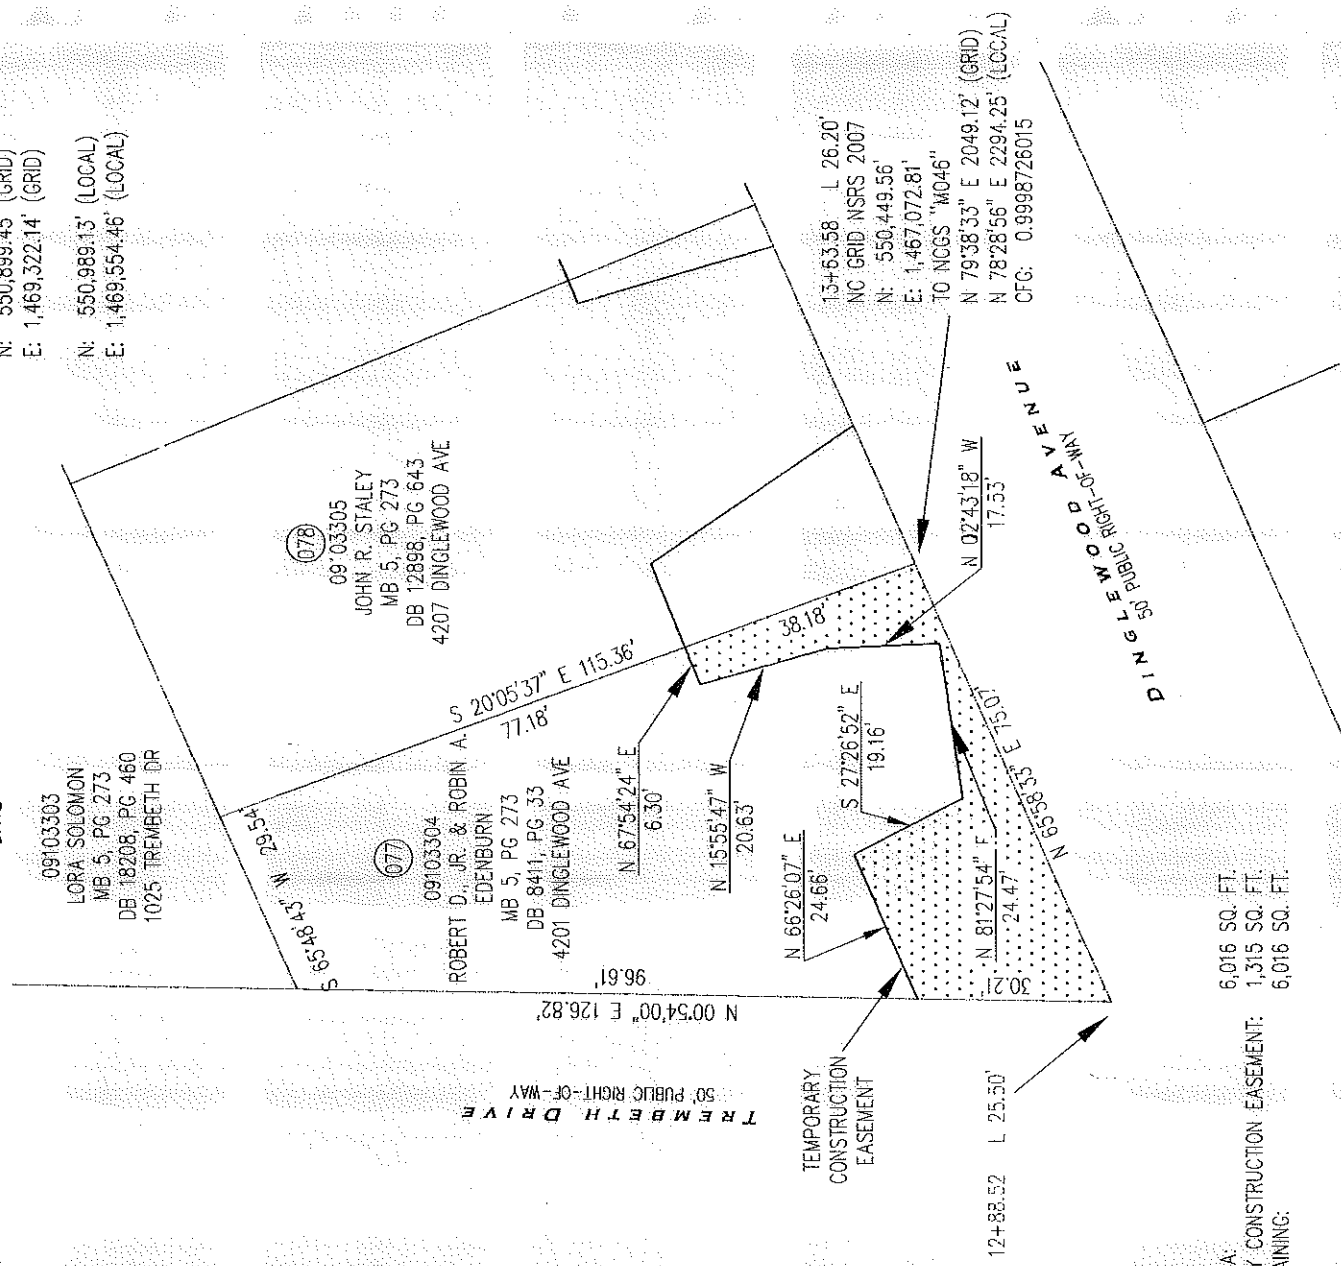 N: 550,899.45' (GRID)
E: 1,469,322.14' (GRID)
N: 550,989.13' (LOCAL)
E: 1,469,554.46' (LOCAL)
09103303
LORA SOLOMON
MB 5, PG 273
DB 18208, PG 460
1025 TREMBETH DR
078
09103305
JOHN R. STALEY
MB 5, PG 273
DB 12898, PG 643
4207 DINGLEWOOD AVE
13+63.58 L 26.20'
NC GRID NSRS 2007
N: 550,449.56'
E: 1,467,072.81'
TO NCGS "M046"
N 79°38'33" E 2049.12' (GRID)
N 78°28'56" E 2294.25' (LOCAL)
CFG: 0.9998726015
S 65°48'43" W 29.54'
077
09103304
ROBERT D., JR. & ROBIN A.
EDENBURN
MB 5, PG 273
DB 8411, PG 33
4201 DINGLEWOOD AVE
S 20°05'37" E 115.36'
77.18'
38.18'
N 67°54'24" E
6.30'
N 15°55'47" W
20.63'
N 02°43'18" W
17.53'
S 27°26'52" E
19.16'
N 66°26'07" E
24.66'
N 81°27'54" E
24.47'
N 65°58'33" E 75.07'
30.21'
96.61'
N 00°54'00" E 126.82'
TREMBETH DRIVE
50' PUBLIC RIGHT-OF-WAY
DINGLEWOOD AVENUE
50' PUBLIC RIGHT-OF-WAY
TEMPORARY
CONSTRUCTION
EASEMENT
12+88.52 L 25.50'
A: 6,016 SQ. FT.
Y CONSTRUCTION EASEMENT: 1,315 SQ. FT.
AINING: 6,016 SQ. FT.